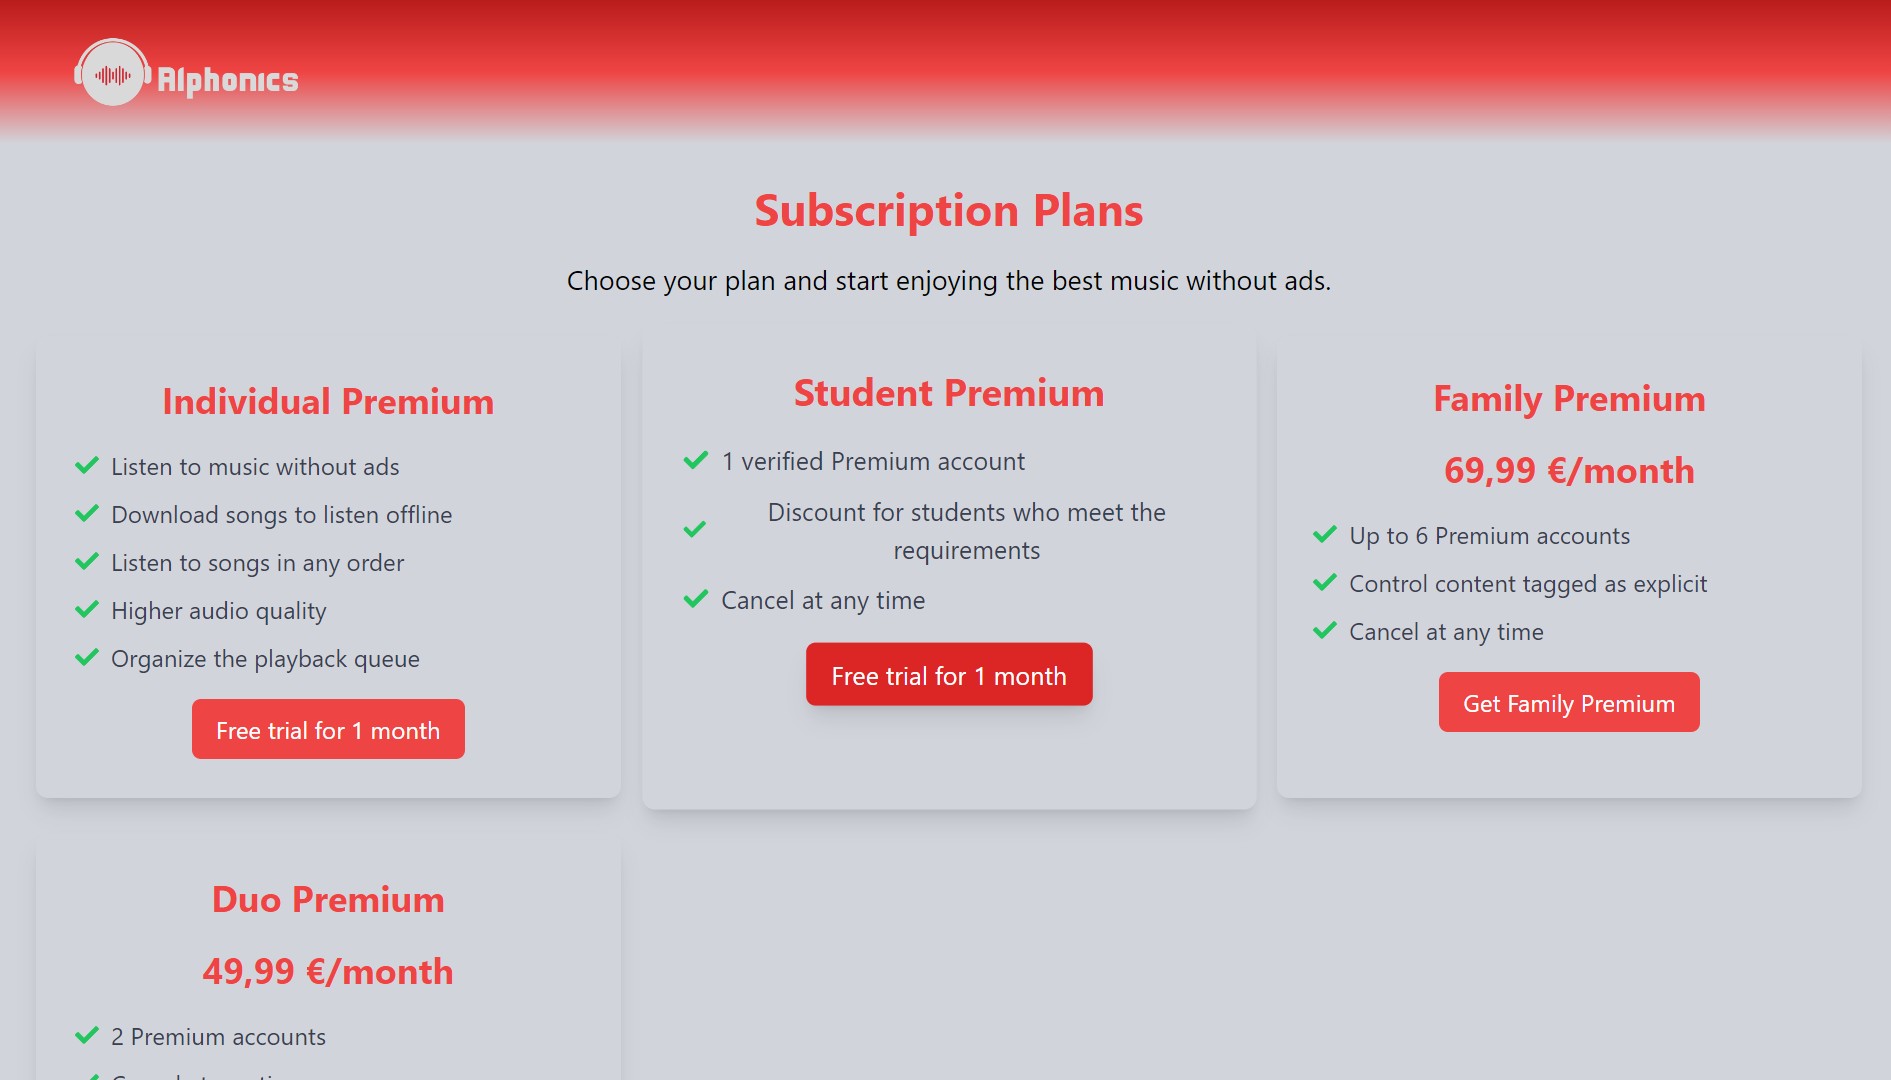 Alphonics
Subscription Plans
Choose your plan and start enjoying the best music without ads.
Individual Premium
Listen to music without ads
Download songs to listen offline
Listen to songs in any order
Higher audio quality
Organize the playback queue
Free trial for 1 month
Student Premium
1 verified Premium account
Discount for students who meet the
requirements
Cancel at any time
Free trial for 1 month
Family Premium
69,99 €/month
Up to 6 Premium accounts
Control content tagged as explicit
Cancel at any time
Get Family Premium
Duo Premium
49,99 €/month
2 Premium accounts